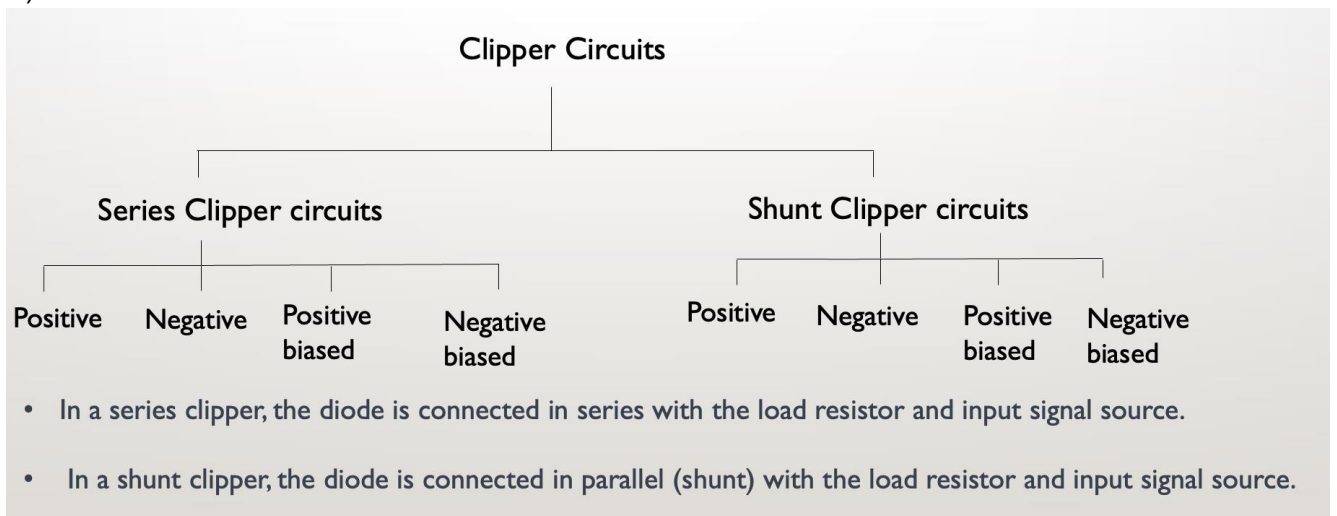 Clipper Circuits
Series Clipper circuits
Shunt Clipper circuits
Positive
Negative
Positive
biased
Negative
biased
Positive
Negative
Positive
biased
Negative
biased
• In a series clipper, the diode is connected in series with the load resistor and input signal source.
• In a shunt clipper, the diode is connected in parallel (shunt) with the load resistor and input signal source.